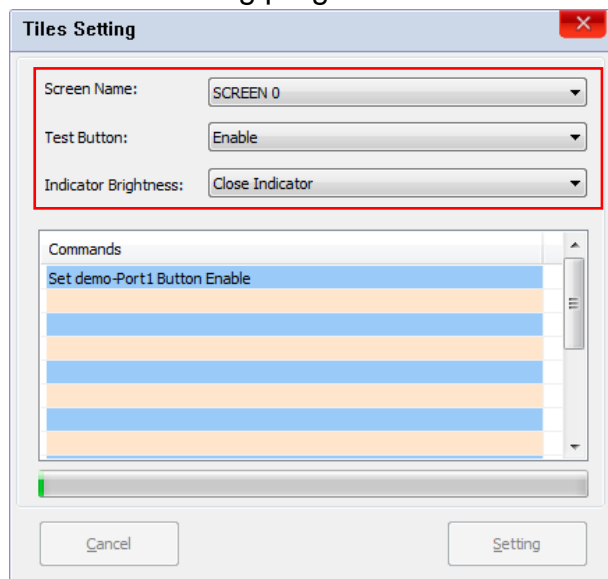 Tiles Setting
Screen Name: SCREEN 0
Test Button: Enable
Indicator Brightness: Close Indicator
Commands
Set demo-Port1 Button Enable
Cancel
Setting